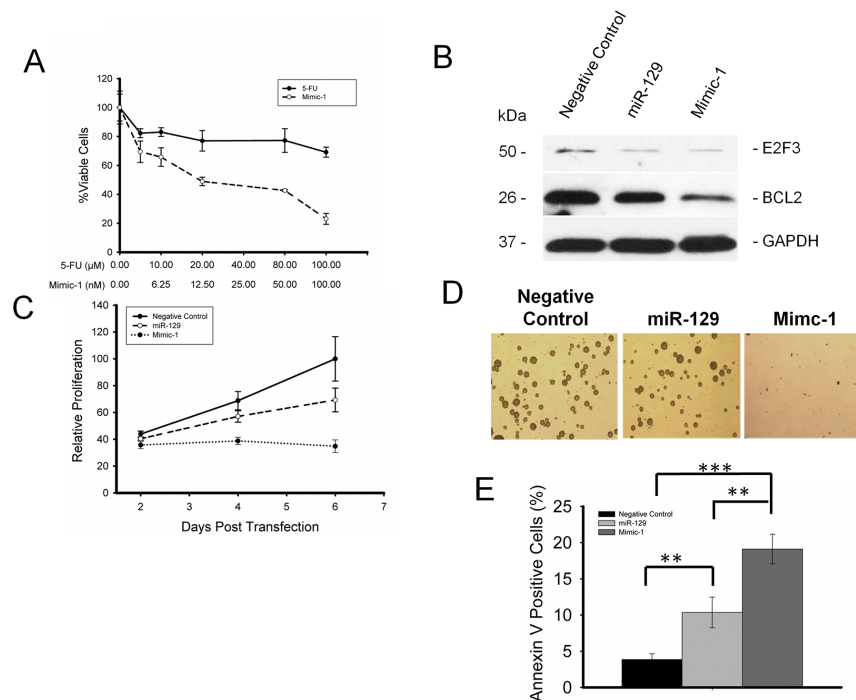 A
120
100
80
60
40
20
0
%Viable Cells
5-FU
Mimic-1
5-FU (µM) 0.00 10.00 20.00 40.00 80.00 100.00
Mimic-1 (nM) 0.00 6.25 12.50 25.00 50.00 100.00
B
Negative Control
miR-129
Mimic-1
kDa
50 - - E2F3
26 - - BCL2
37 - - GAPDH
C
140
120
100
80
60
40
20
0
Relative Proliferation
Negative Control
miR-129
Mimic-1
2 3 4 5 6 7
Days Post Transfection
D
Negative
Control
miR-129
Mimc-1
E
25
20
15
10
5
0
Annexin V Positive Cells (%)
Negative Control
miR-129
Mimic-1
***
**
**